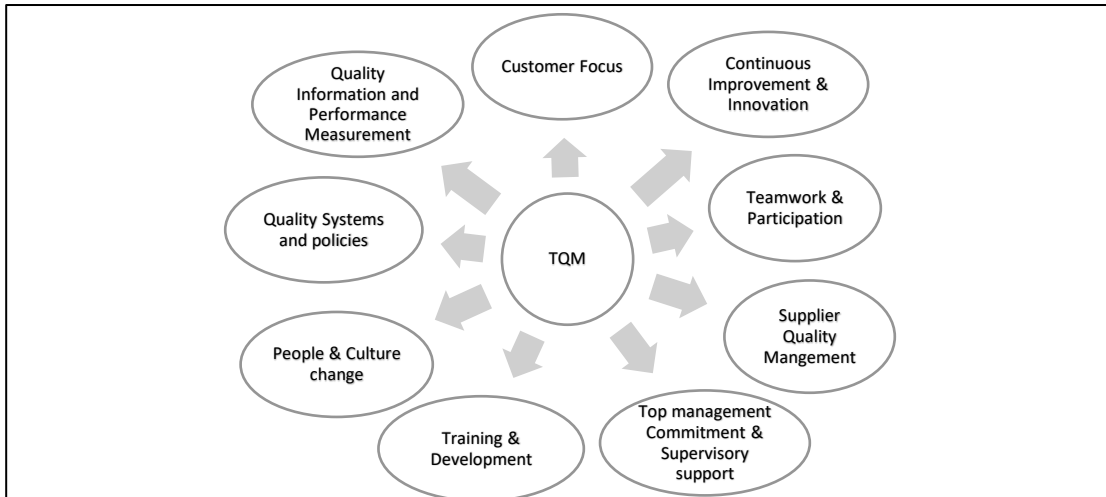 Customer Focus
Continuous
Improvement &
Innovation
Teamwork &
Participation
Supplier
Quality
Mangement
Top management
Commitment &
Supervisory
support
Training &
Development
People & Culture
change
Quality Systems
and policies
Quality
Information and
Performance
Measurement
TQM